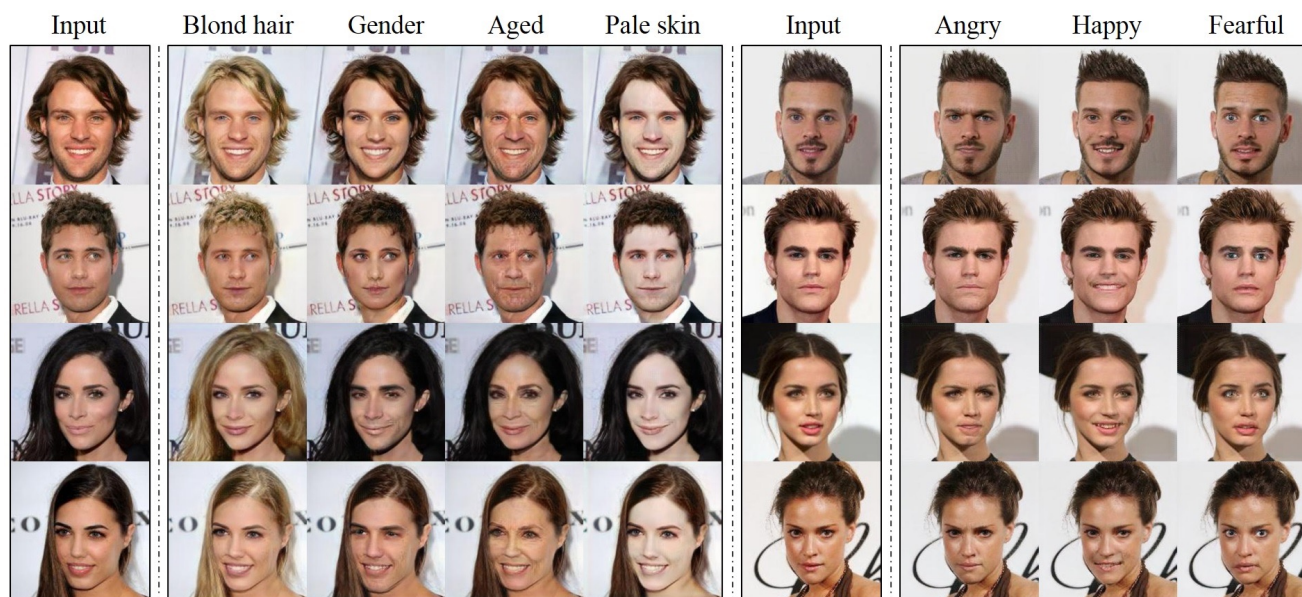 Input Blond hair Gender Aged Pale skin Input Angry Happy Fearful
RELLA STORY